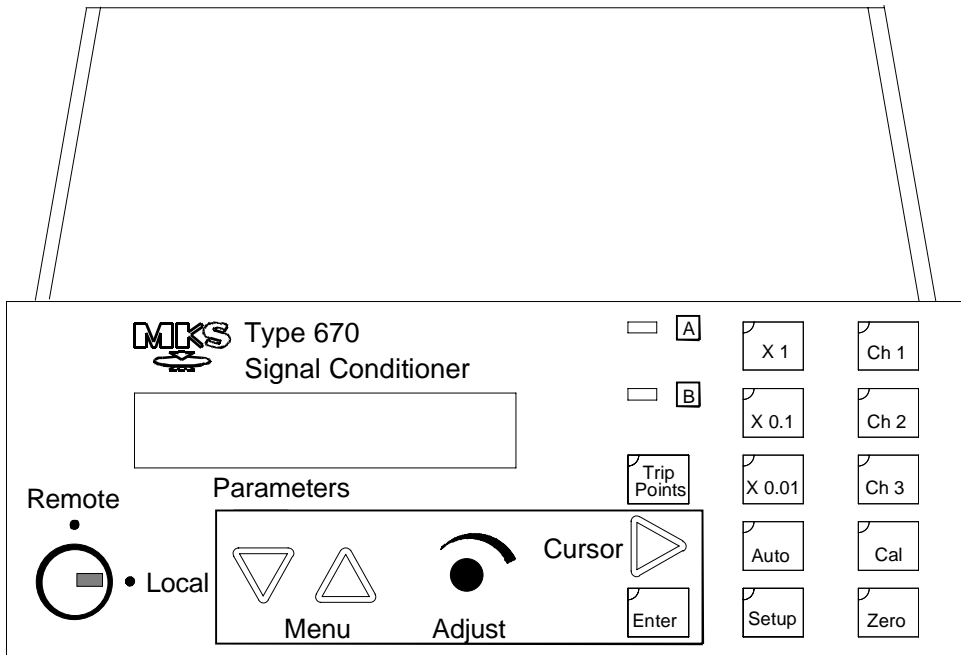 MKS Type 670
Signal Conditioner
Parameters
Remote
Local
Menu
Adjust
Cursor
A
B
Trip
Points
Enter
X 1
X 0.1
X 0.01
Auto
Setup
Ch 1
Ch 2
Ch 3
Cal
Zero